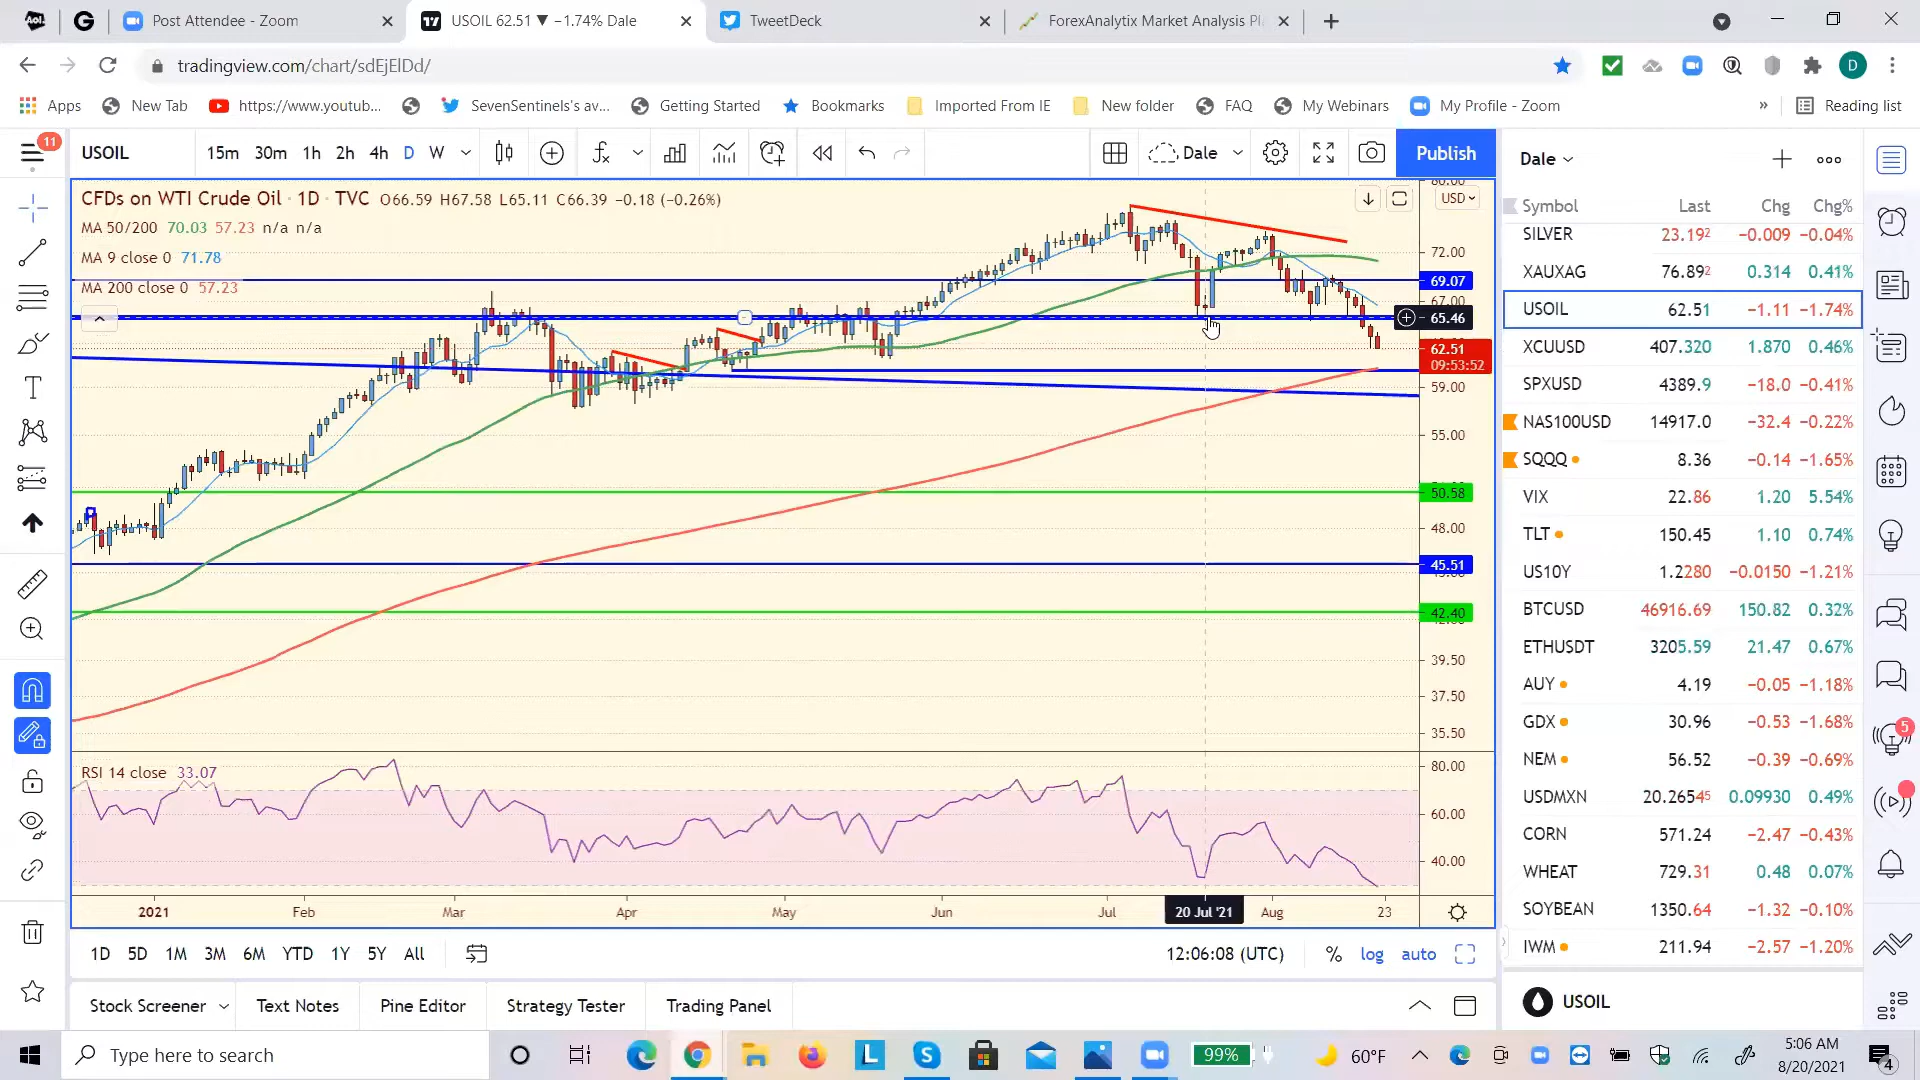 Aol. G Post Attendee - Zoom USOIL 62.51 ▼ −1.74% Dale TweetDeck ForexAnalytix Market Analysis Pl
tradingview.com/chart/sdEjElDd/ D
Apps New Tab https://www.youtub... SevenSentinels's av... Getting Started Bookmarks Imported From IE New folder FAQ My Webinars My Profile - Zoom » Reading list
11 USOIL 15m 30m 1h 2h 4h D W Dale Publish
Dale
CFDs on WTI Crude Oil · 1D · TVC O66.59 H67.58 L65.11 C66.39 −0.18 (−0.26%) USD
MA 50/200 70.03 57.23 n/a n/a
MA 9 close 0 71.78
MA 200 close 0 57.23
80.00
72.00
69.07
67.00
65.46
62.51
09:53:52
59.00
55.00
50.58
48.00
45.51
42.40
39.50
37.50
35.50
RSI 14 close 33.07
80.00
60.00
40.00
2021 Feb Mar Apr May Jun Jul 20 Jul '21 Aug 23
1D 5D 1M 3M 6M YTD 1Y 5Y All 12:06:08 (UTC) % log auto
Stock Screener Text Notes Pine Editor Strategy Tester Trading Panel
Symbol Last Chg Chg%
SILVER 23.192 −0.009 −0.04%
XAUXAG 76.892 0.314 0.41%
USOIL 62.51 −1.11 −1.74%
XCUUSD 407.320 1.870 0.46%
SPXUSD 4389.9 −18.0 −0.41%
NAS100USD 14917.0 −32.4 −0.22%
SQQQ 8.36 −0.14 −1.65%
VIX 22.86 1.20 5.54%
TLT 150.45 1.10 0.74%
US10Y 1.2280 −0.0150 −1.21%
BTCUSD 46916.69 150.82 0.32%
ETHUSDT 3205.59 21.47 0.67%
AUY 4.19 −0.05 −1.18%
GDX 30.96 −0.53 −1.68%
NEM 56.52 −0.39 −0.69%
USDMXN 20.26545 0.09930 0.49%
CORN 571.24 −2.47 −0.43%
WHEAT 729.31 0.48 0.07%
SOYBEAN 1350.64 −1.32 −0.10%
IWM 211.94 −2.57 −1.20%
USOIL
5
Type here to search L S 99% 60°F 5:06 AM
8/20/2021 4